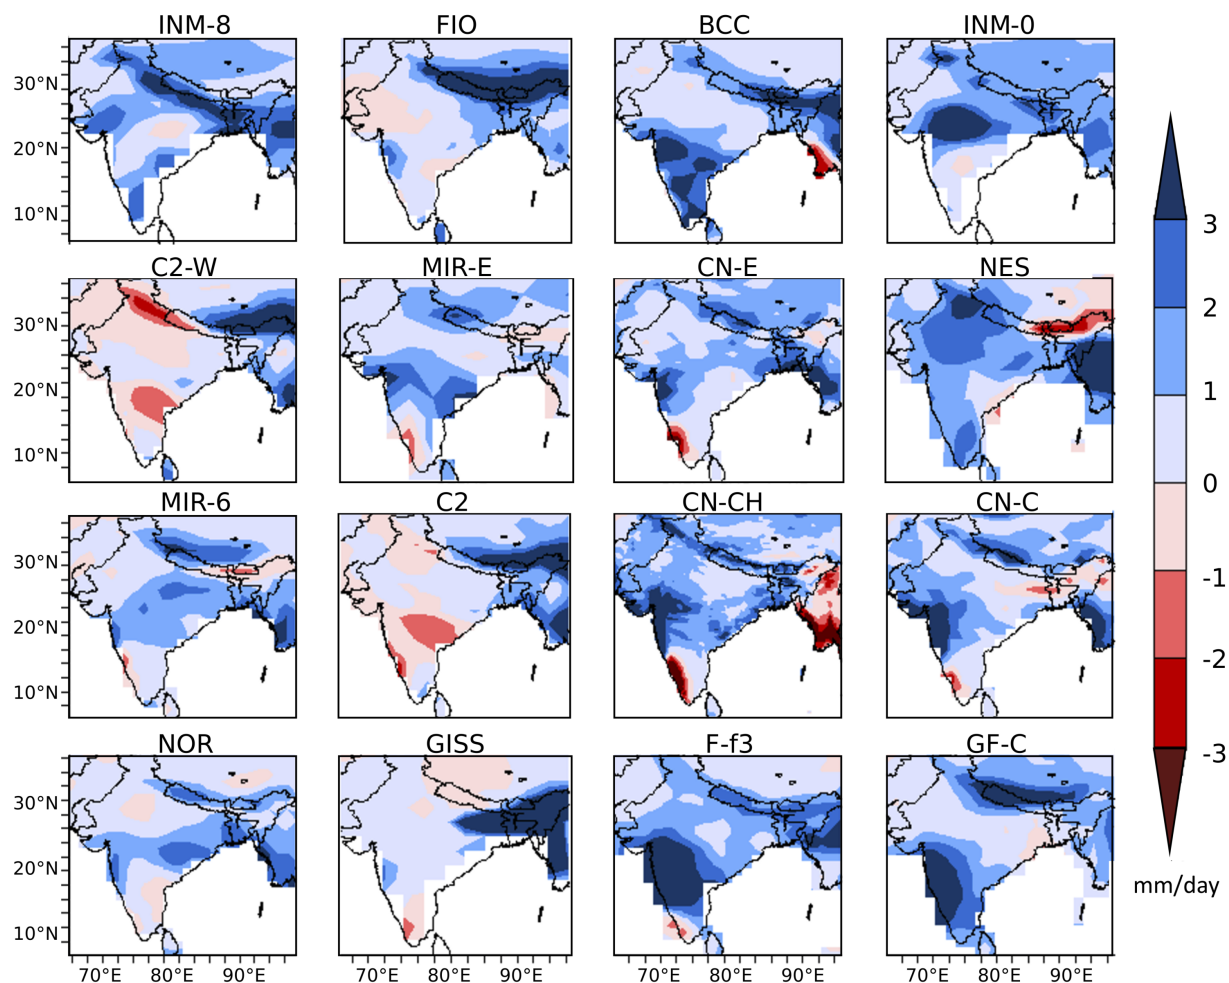 INM-8 FIO BCC INM-0
30°N
20°N
10°N
3
2
1
0
-1
-2
-3
mm/day
C2-W MIR-E CN-E NES
30°N
20°N
10°N
MIR-6 C2 CN-CH CN-C
30°N
20°N
10°N
NOR GISS F-f3 GF-C
30°N
20°N
10°N
70°E 80°E 90°E 70°E 80°E 90°E 70°E 80°E 90°E 70°E 80°E 90°E